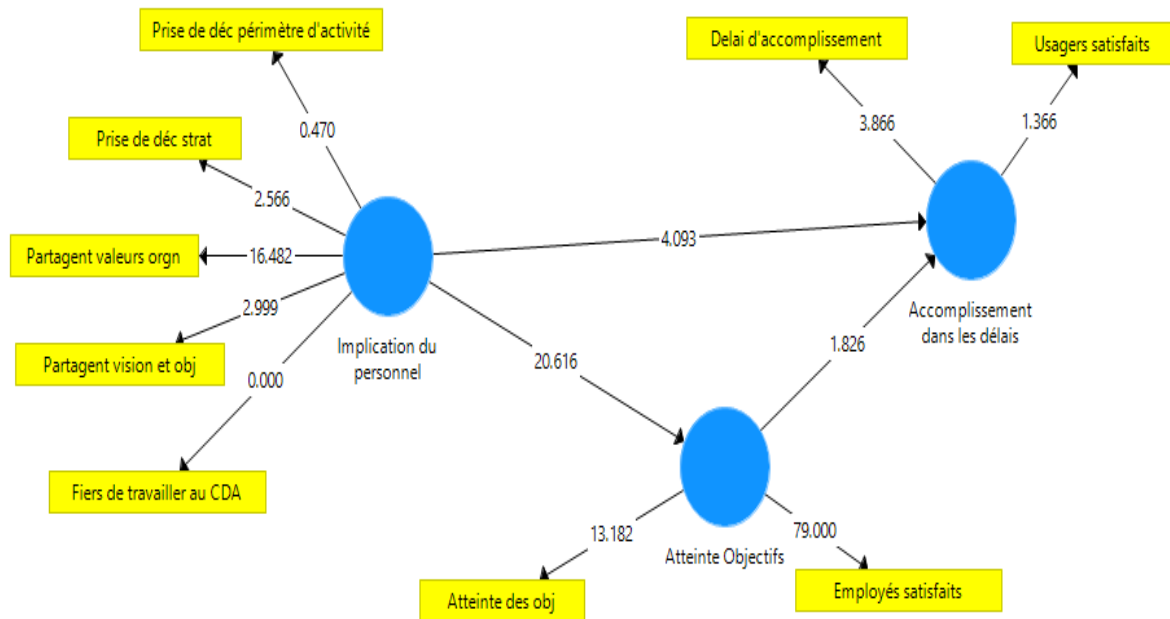 Prise de déc périmètre d'activité
Delai d'accomplissement
Usagers satisfaits
0.470
3.866
1.366
Prise de déc strat
2.566
Partagent valeurs orgn
16.482
4.093
2.999
Partagent vision et obj
0.000
Implication du
personnel
Accomplissement
dans les délais
20.616
1.826
Fiers de travailler au CDA
13.182
79.000
Atteinte Objectifs
Atteinte des obj
Employés satisfaits